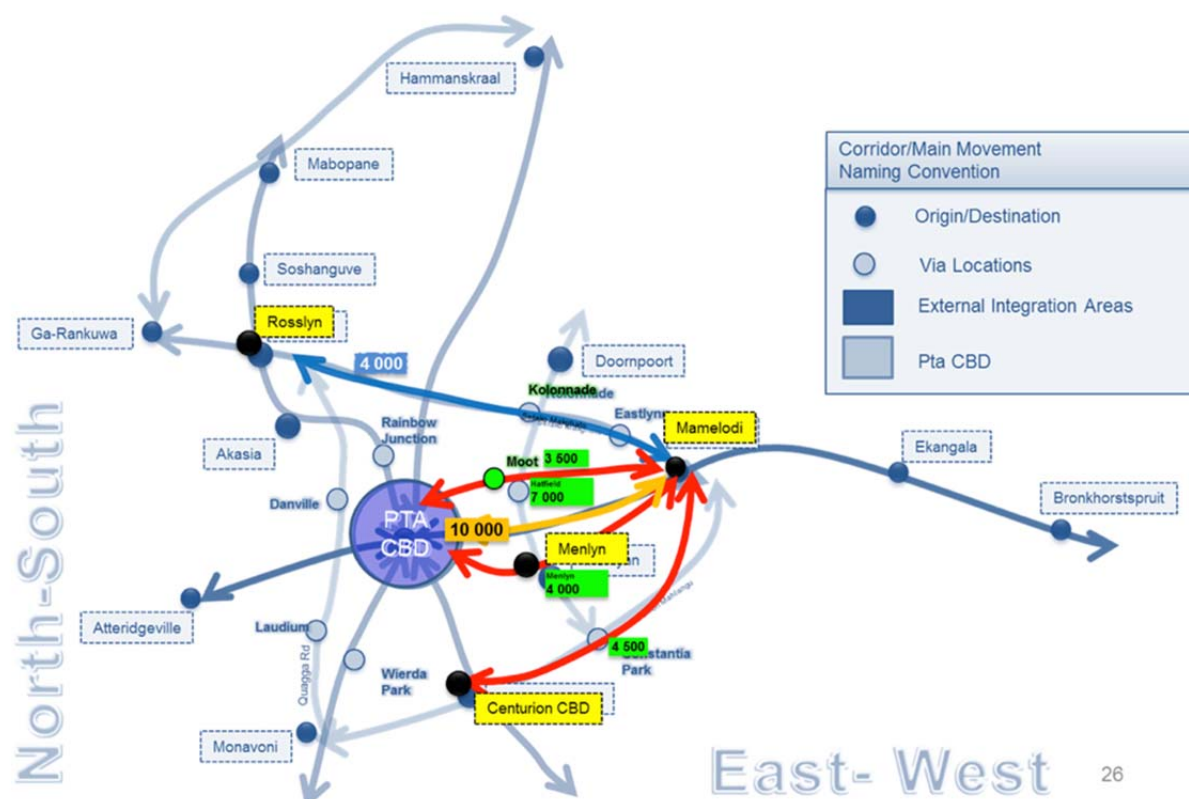 Hammanskraal
Mabopane
Soshanguve
Ga-Rankuwa
Rosslyn
4 000
Doornpoort
Kolonnade
Eastlynn
Mamelodi
Akasia
Rainbow
Junction
Moot
3 500
Hatfield
7 000
Danville
PTA
CBD
10 000
Menlyn
Menlyn
4 000
Ekangala
Bronkhorstspruit
Atteridgeville
Laudium
Quagga Rd
Wierda
Park
4 500
Constantia
Park
Centurion CBD
Monavoni
Corridor/Main Movement
Naming Convention
Origin/Destination
Via Locations
External Integration Areas
Pta CBD
North-South
East- West
26